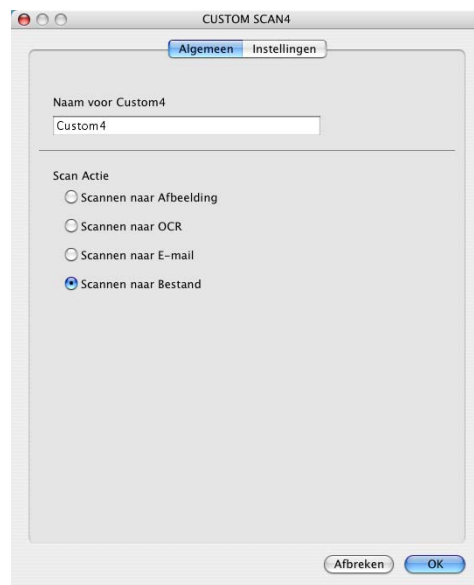 CUSTOM SCAN4
Algemeen Instellingen
Naam voor Custom4
Custom4
Scan Actie
Scannen naar Afbeelding
Scannen naar OCR
Scannen naar E-mail
Scannen naar Bestand
Afbreken OK